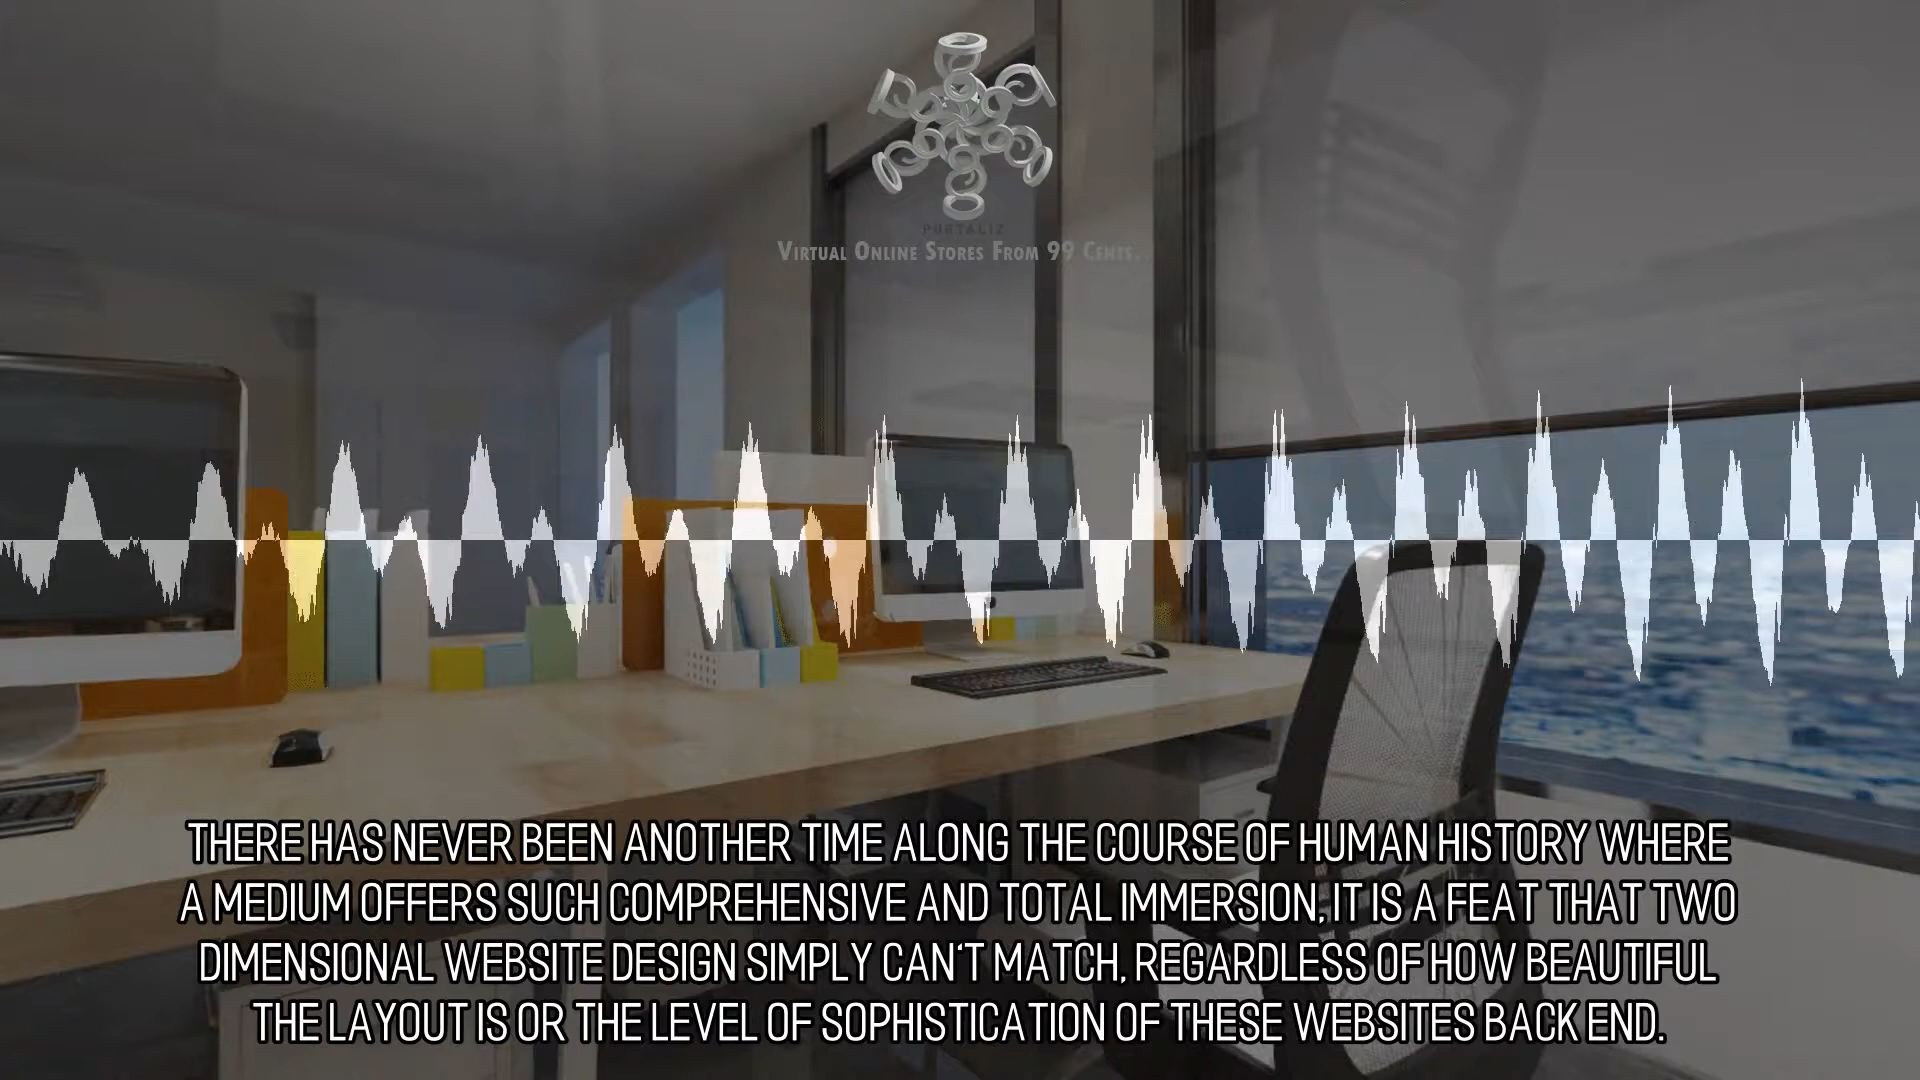 PORTALIZ
VIRTUAL ONLINE STORES FROM 99 CENTS.
THERE HAS NEVER BEEN ANOTHER TIME ALONG THE COURSE OF HUMAN HISTORY WHERE
A MEDIUM OFFERS SUCH COMPREHENSIVE AND TOTAL IMMERSION, IT IS A FEAT THAT TWO
DIMENSIONAL WEBSITE DESIGN SIMPLY CAN'T MATCH, REGARDLESS OF HOW BEAUTIFUL
THE LAYOUT IS OR THE LEVEL OF SOPHISTICATION OF THESE WEBSITES BACK END.